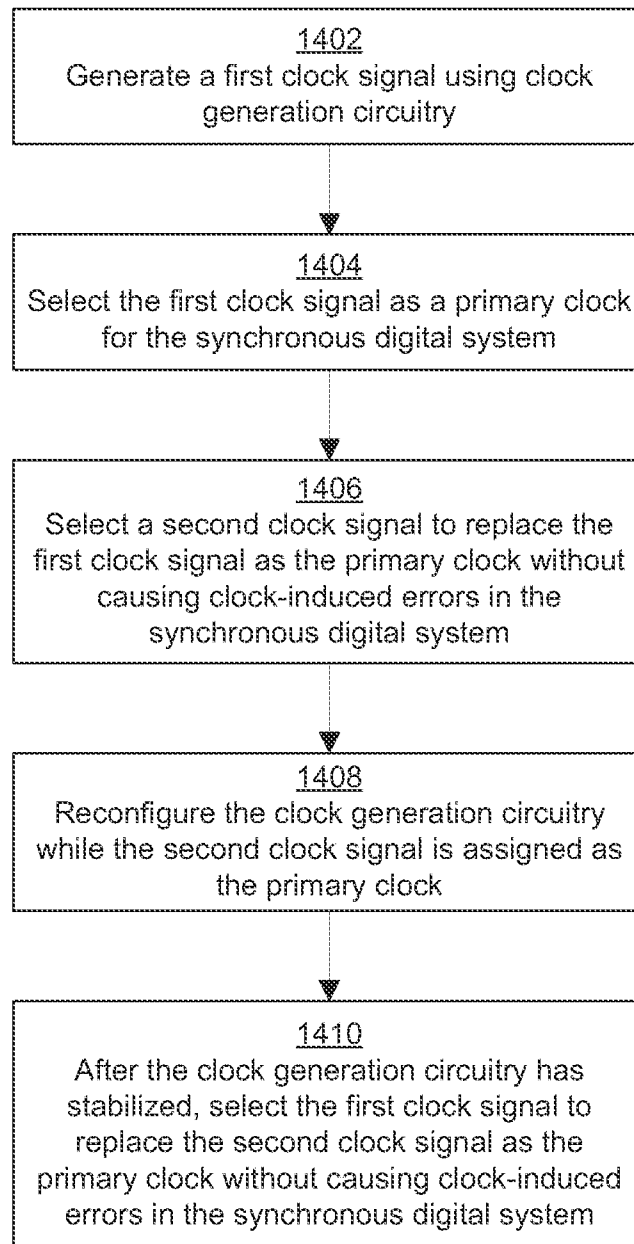 1402
Generate a first clock signal using clock
generation circuitry
1404
Select the first clock signal as a primary clock
for the synchronous digital system
1406
Select a second clock signal to replace the
first clock signal as the primary clock without
causing clock-induced errors in the
synchronous digital system
1408
Reconfigure the clock generation circuitry
while the second clock signal is assigned as
the primary clock
1410
After the clock generation circuitry has
stabilized, select the first clock signal to
replace the second clock signal as the
primary clock without causing clock-induced
errors in the synchronous digital system